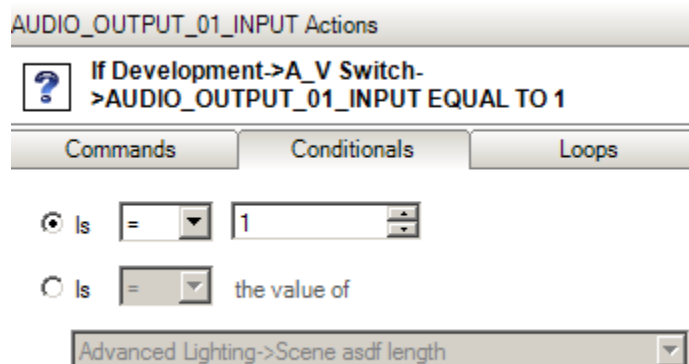 AUDIO_OUTPUT_01_INPUT Actions
? If Development->A_V Switch-
>AUDIO_OUTPUT_01_INPUT EQUAL TO 1
Commands Conditionals Loops
Is = 1
Is = the value of
Advanced Lighting->Scene asdf length